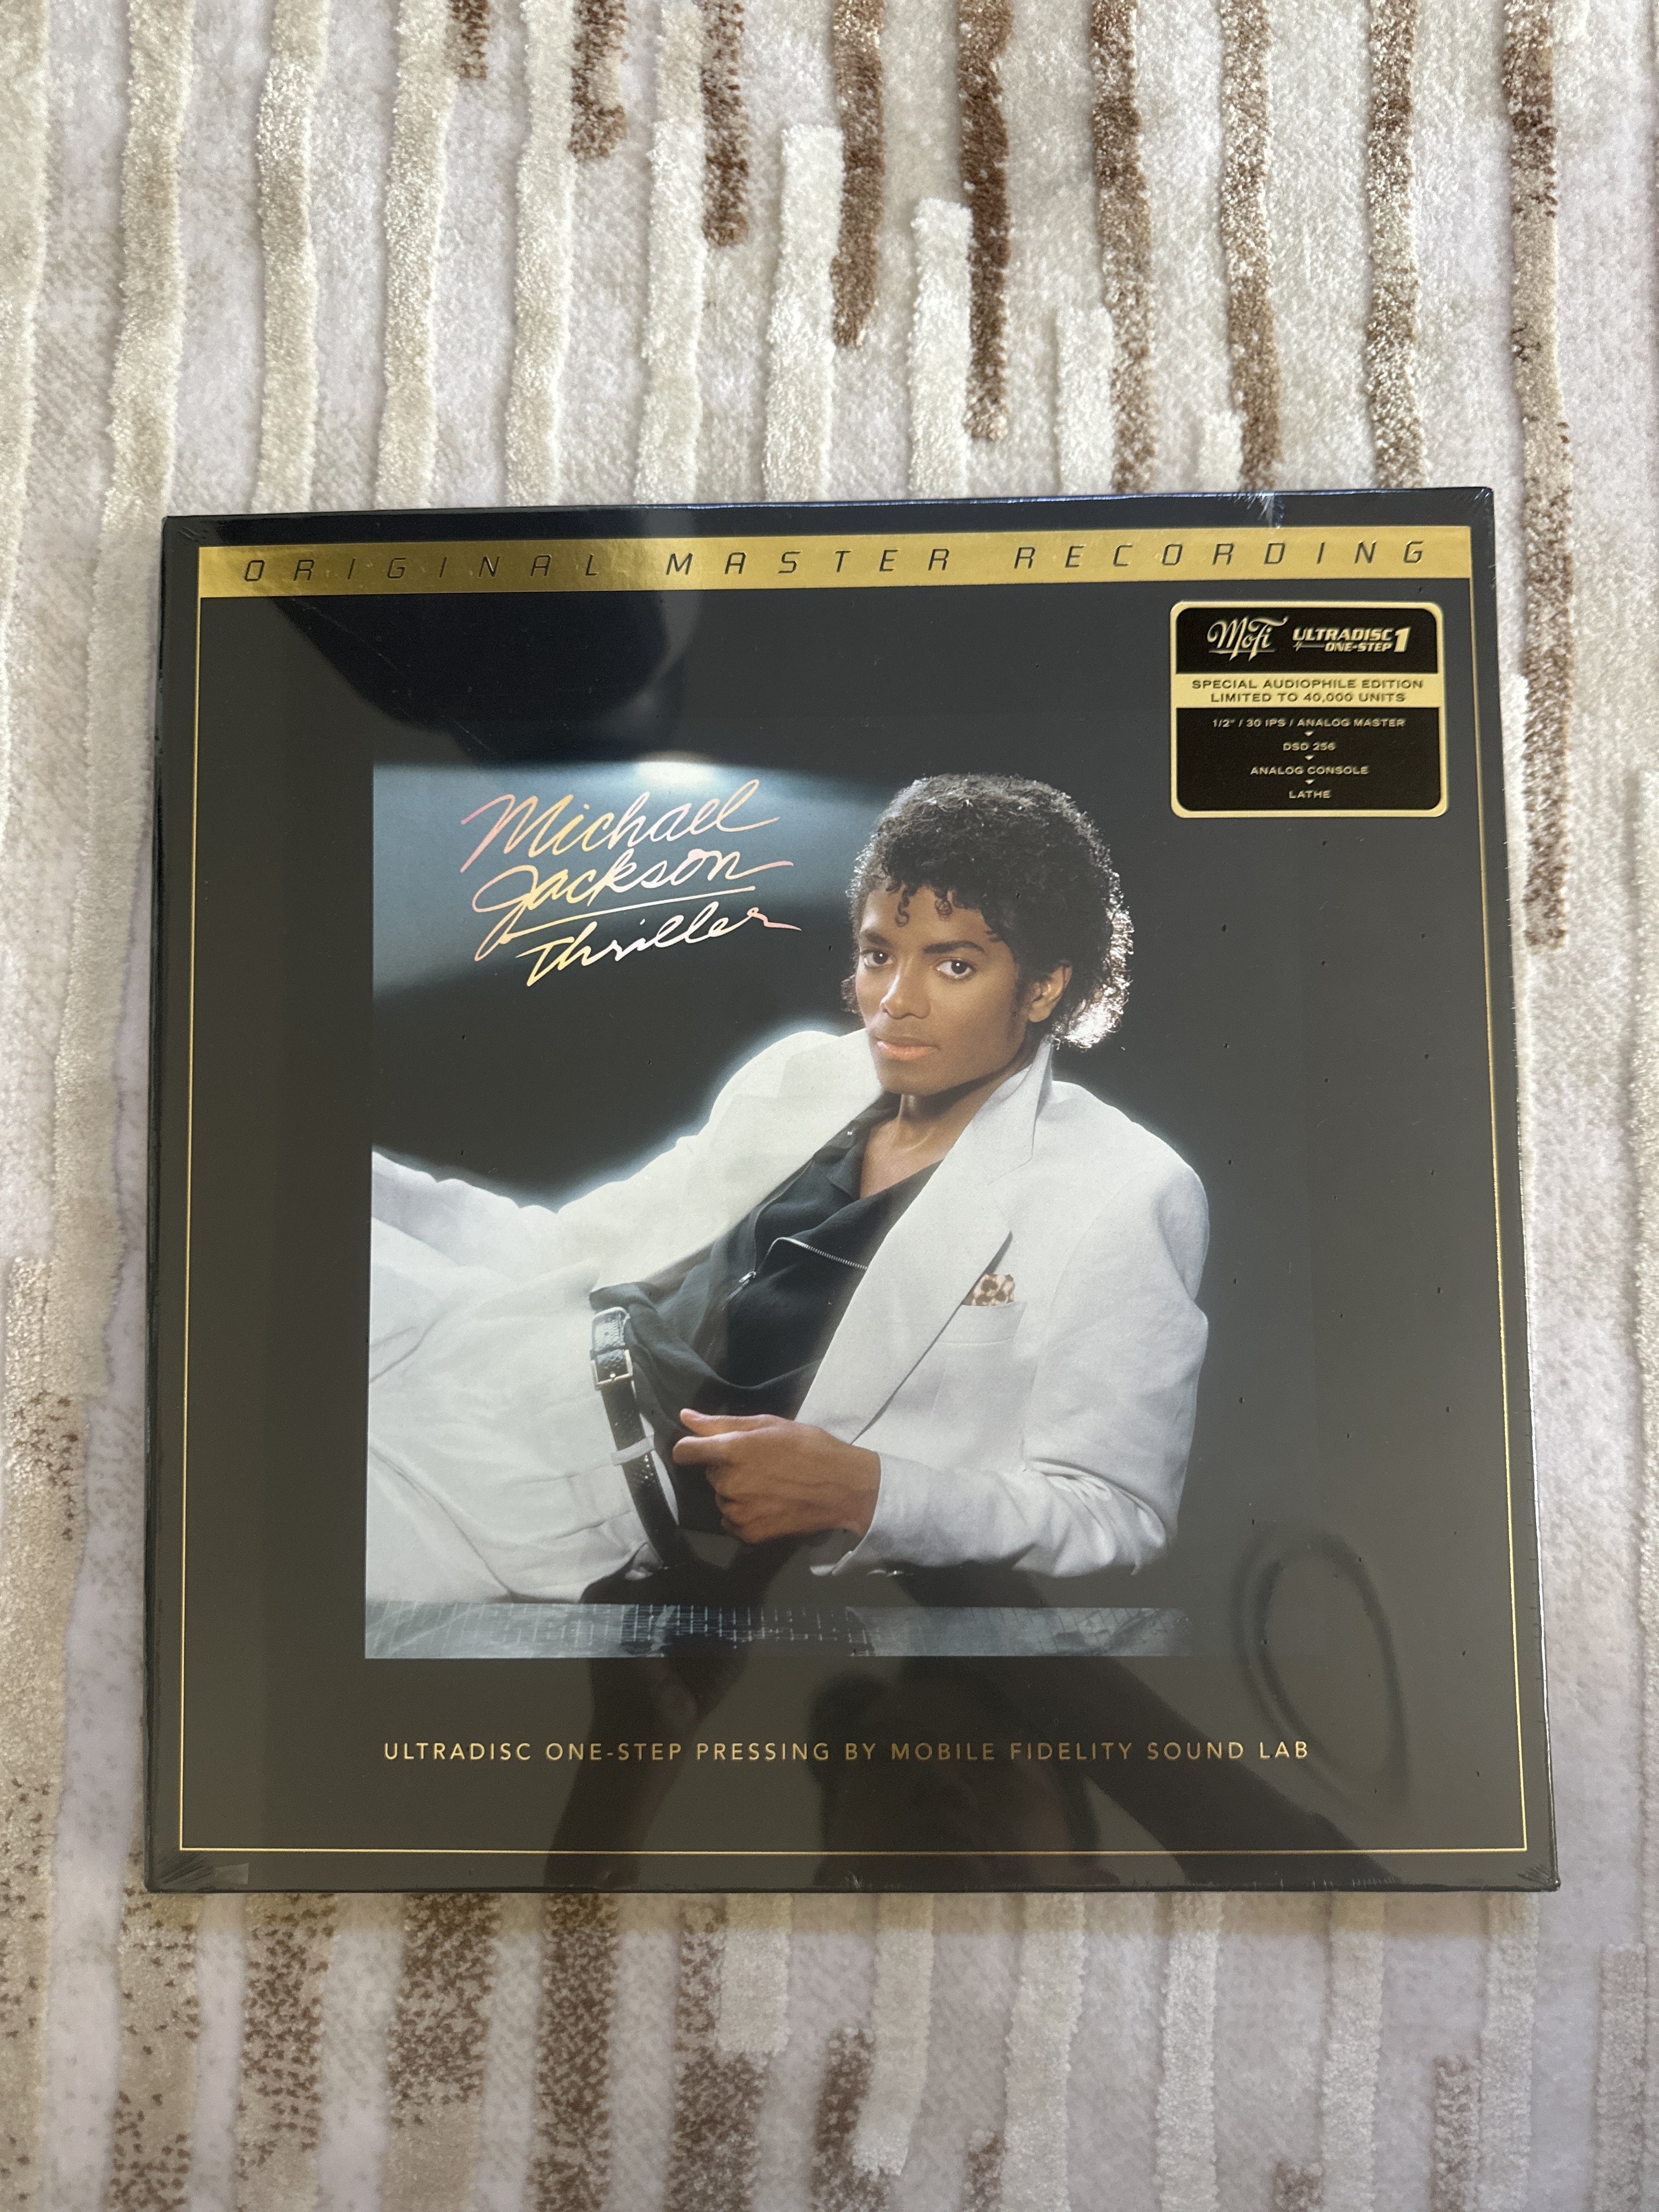 ORIGINAL MASTER RECORDING
MoFi ULTRADISC ONE-STEP 1
SPECIAL AUDIOPHILE EDITION
LIMITED TO 40,000 UNITS
1/2" / 30 IPS / ANALOG MASTER
DSD 256
ANALOG CONSOLE
LATHE
Michael
Jackson
Thriller
ULTRADISC ONE-STEP PRESSING BY MOBILE FIDELITY SOUND LAB